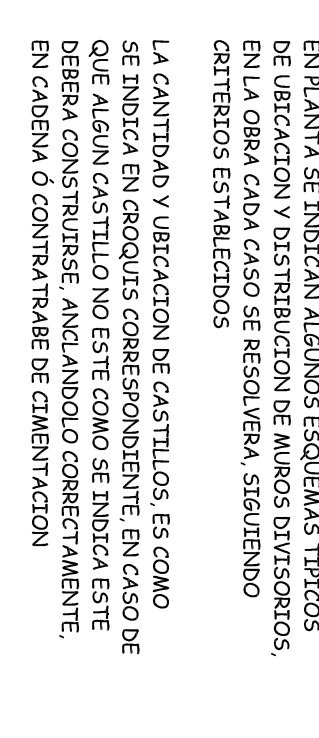 EN PLANTA SE INDICAN ALGUNOS ESQUEMAS TIPICOS
DE UBICACION Y DISTRIBUCION DE MUROS DIVISORIOS,
EN LA OBRA CADA CASO SE RESOLVERA, SIGUIENDO
CRITERIOS ESTABLECIDOS
LA CANTIDAD Y UBICACION DE CASTILLOS, ES COMO
SE INDICA EN CROQUIS CORRESPONDIENTE, EN CASO DE
QUE ALGUN CASTILLO NO ESTE COMO SE INDICA ESTE
DEBERA CONSTRUIRSE, ANCLANDOLO CORRECTAMENTE,
EN CADENA Ó CONTRATRABE DE CIMENTACION